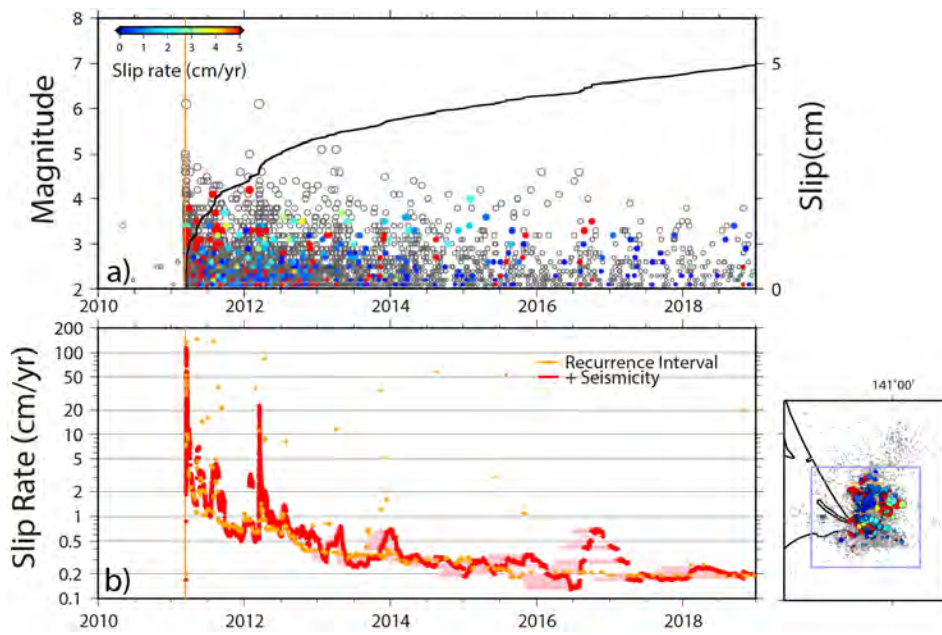 8
7
6
5
4
3
2
Magnitude
0 1 2 3 4 5
Slip rate (cm/yr)
a)
5
0
Slip(cm)
2010 2012 2014 2016 2018
200
100
50
20
10
4
2
1
0.5
0.2
0.1
Slip Rate (cm/yr)
Recurrence Interval
+ Seismicity
b)
2010 2012 2014 2016 2018
141°00'